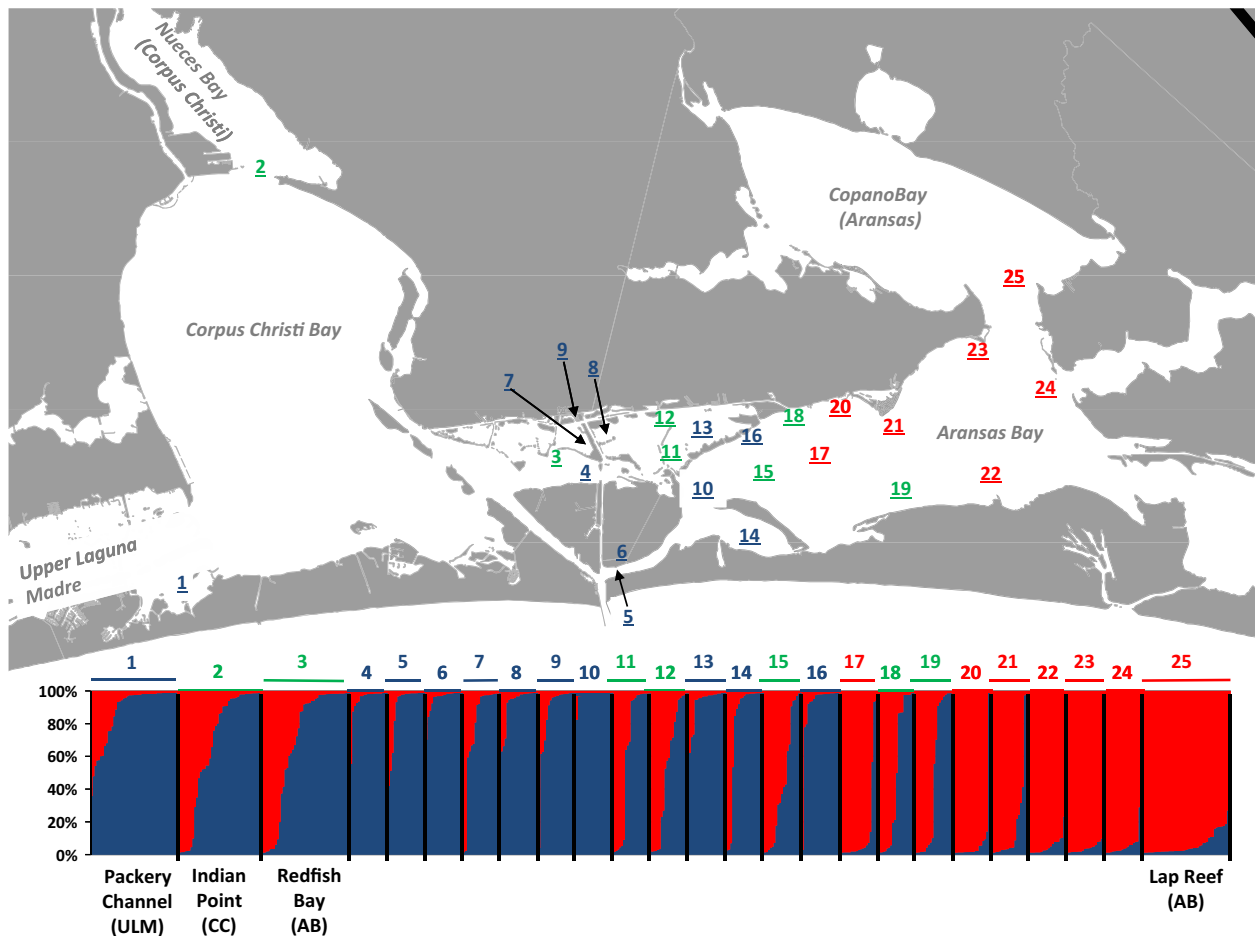 Nueces Bay
(Corpus Christi)
2
CopanoBay
(Aransas)
25
Corpus Christi Bay
23
9
8
7
24
20
12
18
21
13
16
Aransas Bay
11
3
17
4
15
22
10
19
14
Upper Laguna
Madre
6
1
5
1 2 3 4 5 6 7 8 9 10 11 12 13 14 15 16 17 18 19 20 21 22 23 24 25
100%
80%
60%
40%
20%
0%
Packery
Channel
(ULM)
Indian
Point
(CC)
Redfish
Bay
(AB)
Lap Reef
(AB)